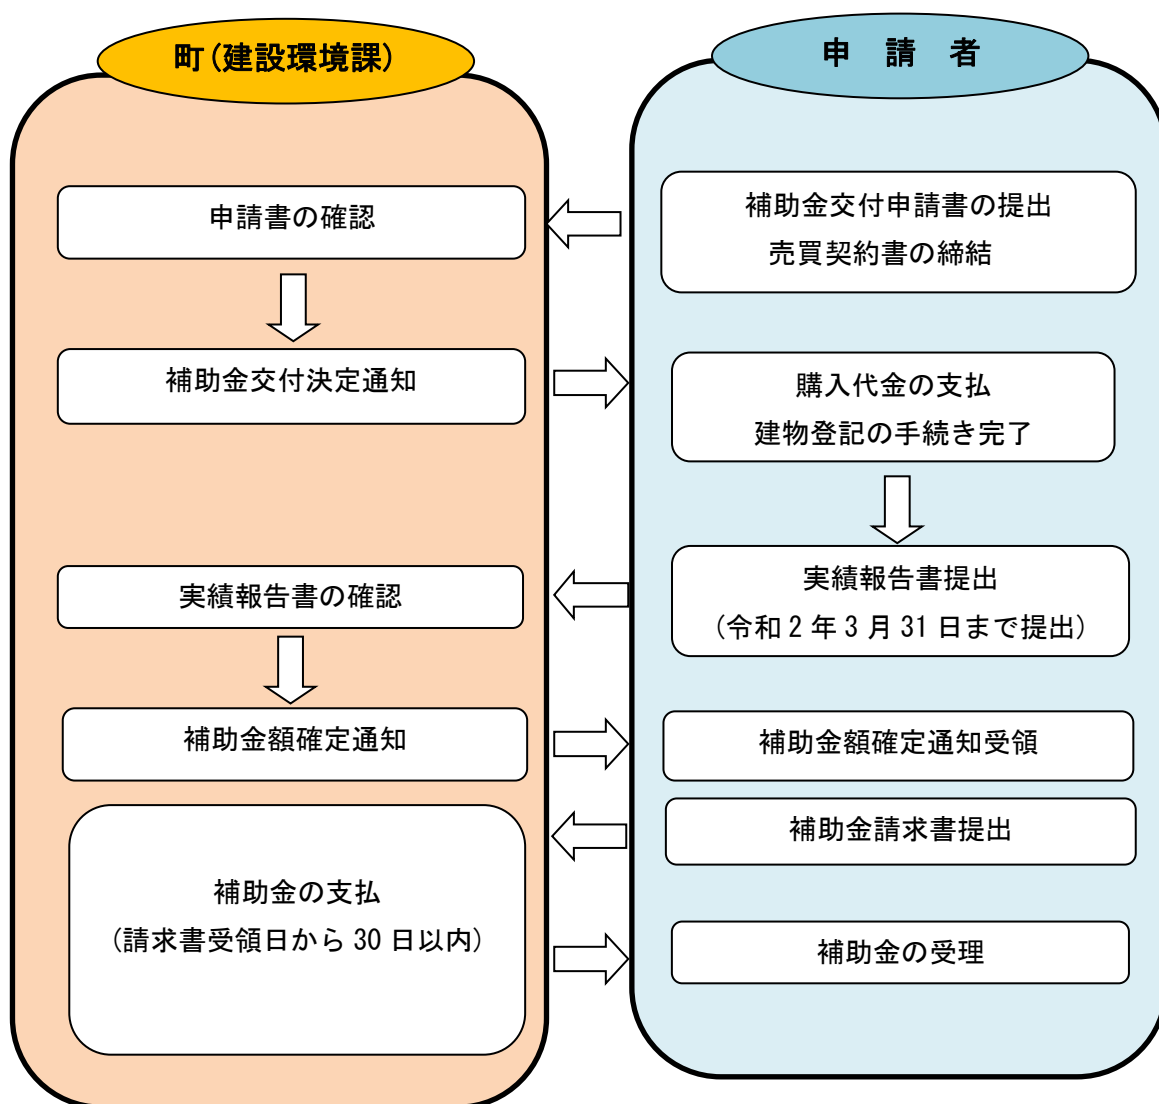 町(建設環境課)
申 請 者
申請書の確認
補助金交付申請書の提出
売買契約書の締結
補助金交付決定通知
購入代金の支払
建物登記の手続き完了
実績報告書の確認
実績報告書提出
(令和2年3月31日まで提出)
補助金額確定通知
補助金額確定通知受領
補助金請求書提出
補助金の支払
(請求書受領日から30日以内)
補助金の受理